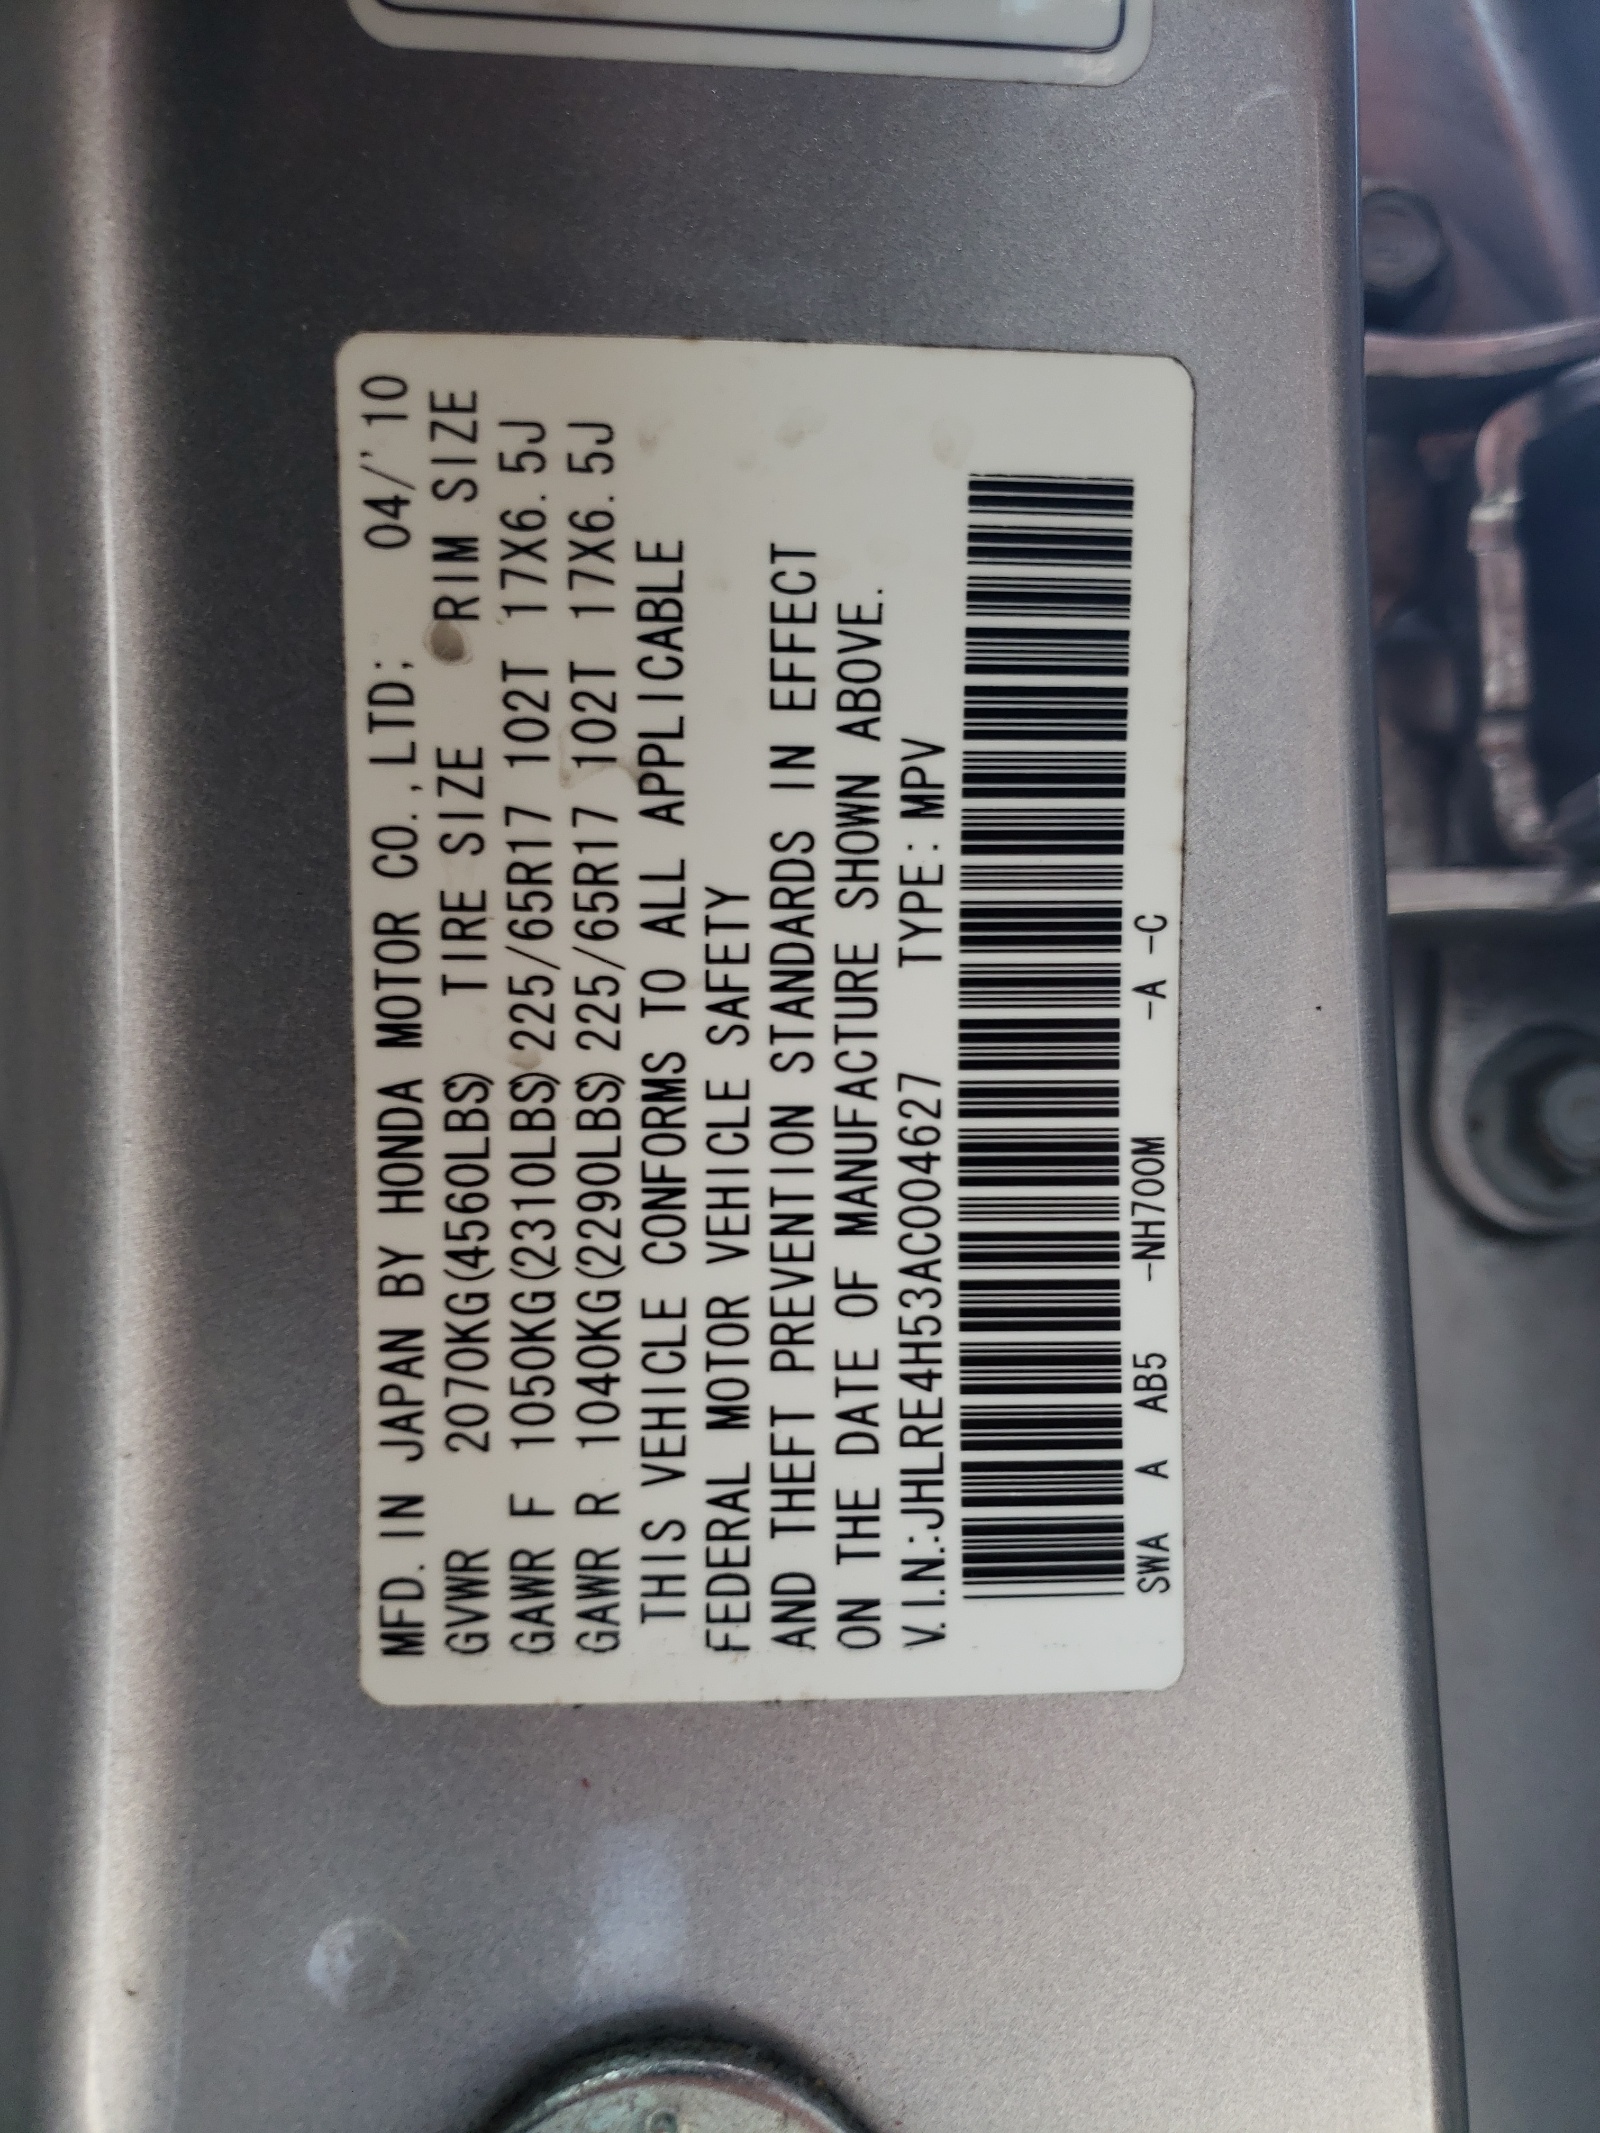 MFD. IN JAPAN BY HONDA MOTOR CO.,LTD; 04/'10
GVWR 2070KG(4560LBS) TIRE SIZE RIM SIZE
GAWR F 1050KG(2310LBS)225/65R17 102T 17X6.5J
GAWR R 1040KG(2290LBS)225/65R17 102T 17X6.5J
THIS VEHICLE CONFORMS TO ALL APPLICABLE
FEDERAL MOTOR VEHICLE SAFETY
AND THEFT PREVENTION STANDARDS IN EFFECT
ON THE DATE OF MANUFACTURE SHOWN ABOVE.
V.I.N.:JHLRE4H53AC004627 TYPE:MPV
SWA A AB5 -NH700M -A -C